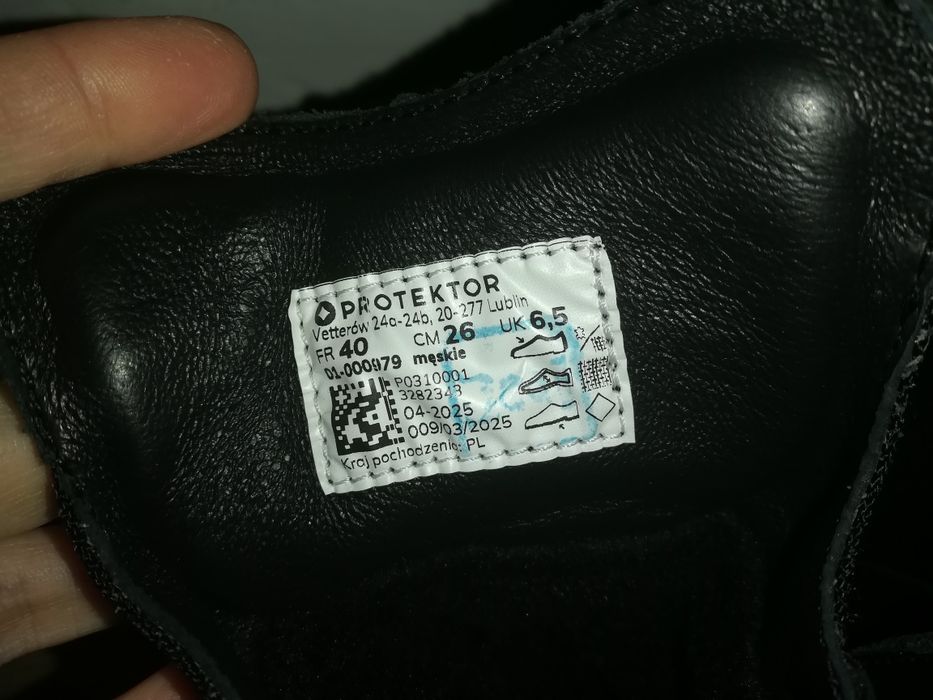 PROTEKTOR
Vetterów 24a-24b, 20-277 Lublin
FR 40 CM 26 UK 6,5
01-000979 męskie
P0310001
3282343
04-2025
009/03/2025
Kraj pochodzenia: PL